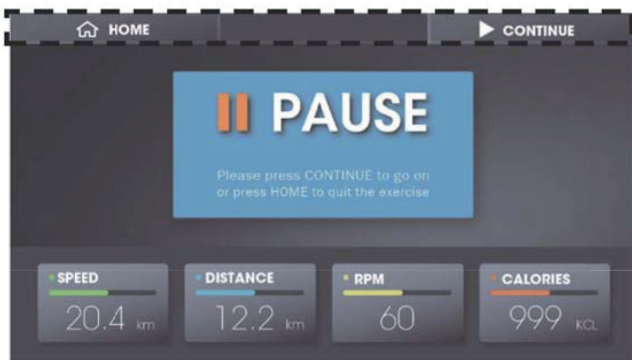 HOME
CONTINUE
PAUSE
Please press CONTINUE to go on
or press HOME to quit the exercise
SPEED
DISTANCE
RPM
CALORIES
20.4 km
12.2 km
60
999 KCL